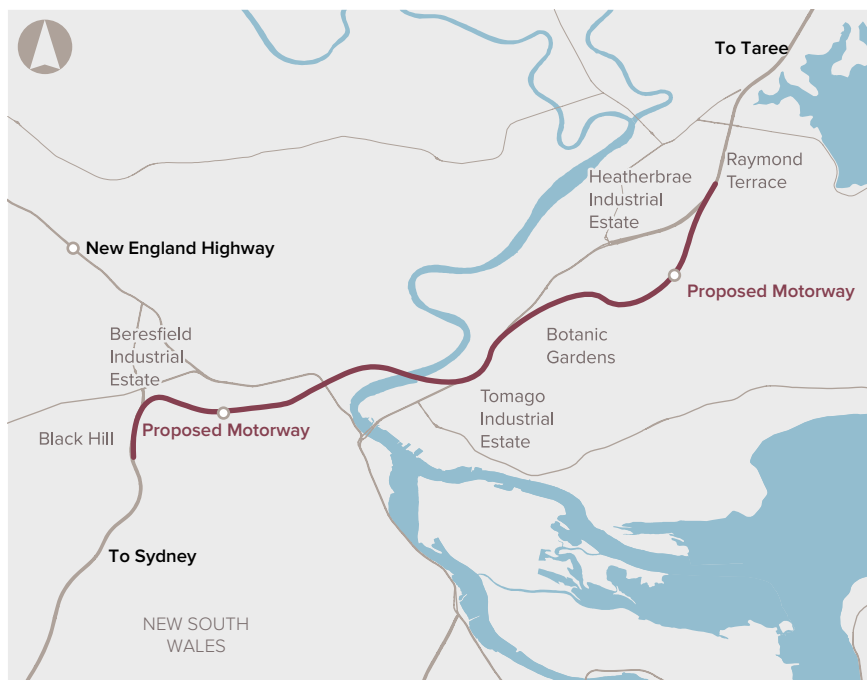 To Taree
Raymond
Terrace
Heatherbrae
Industrial
Estate
New England Highway
Proposed Motorway
Beresfield
Industrial
Estate
Botanic
Gardens
Tomago
Industrial
Estate
Black Hill
Proposed Motorway
To Sydney
NEW SOUTH
WALES